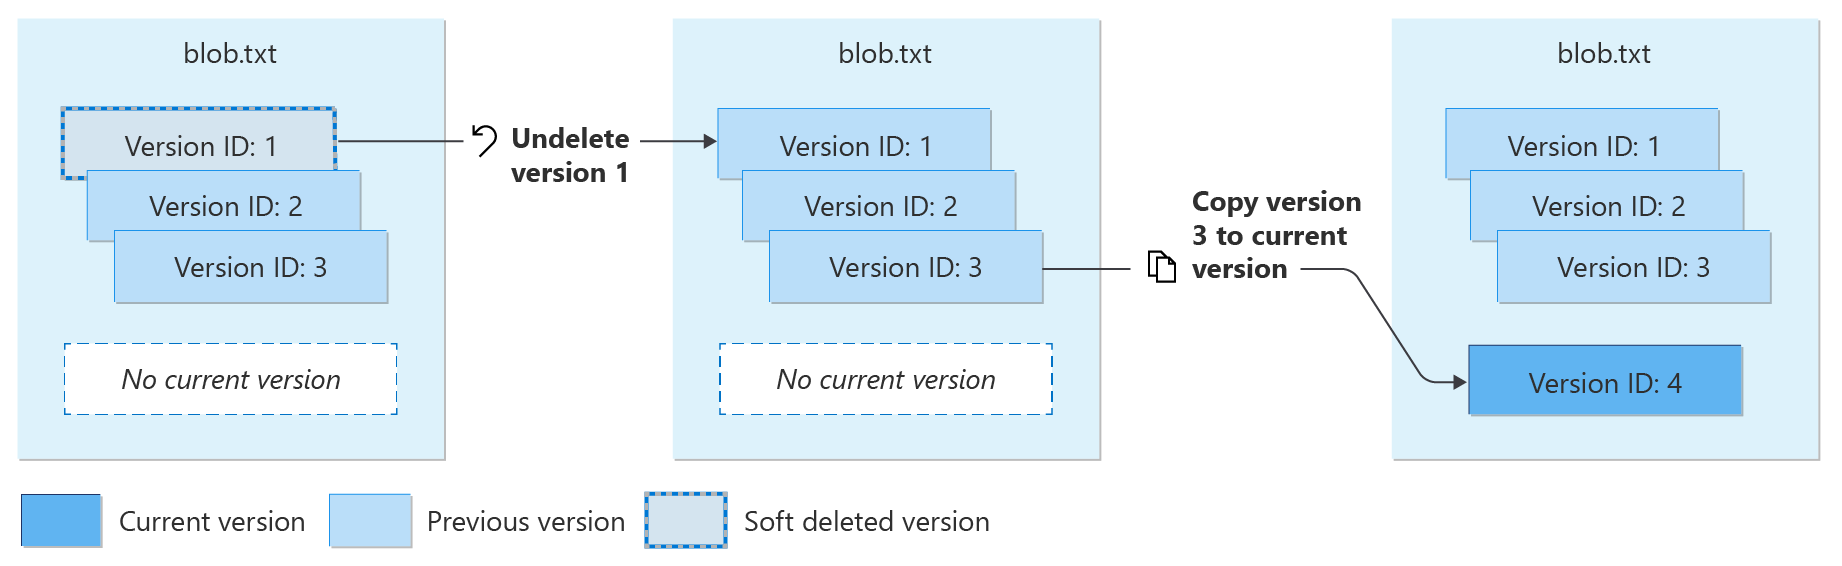 blob.txt
Version ID: 1
Version ID: 2
Version ID: 3
No current version
Undelete
version 1
blob.txt
Version ID: 1
Version ID: 2
Version ID: 3
No current version
Copy version
3 to current
version
blob.txt
Version ID: 1
Version ID: 2
Version ID: 3
Version ID: 4
Current version
Previous version
Soft deleted version